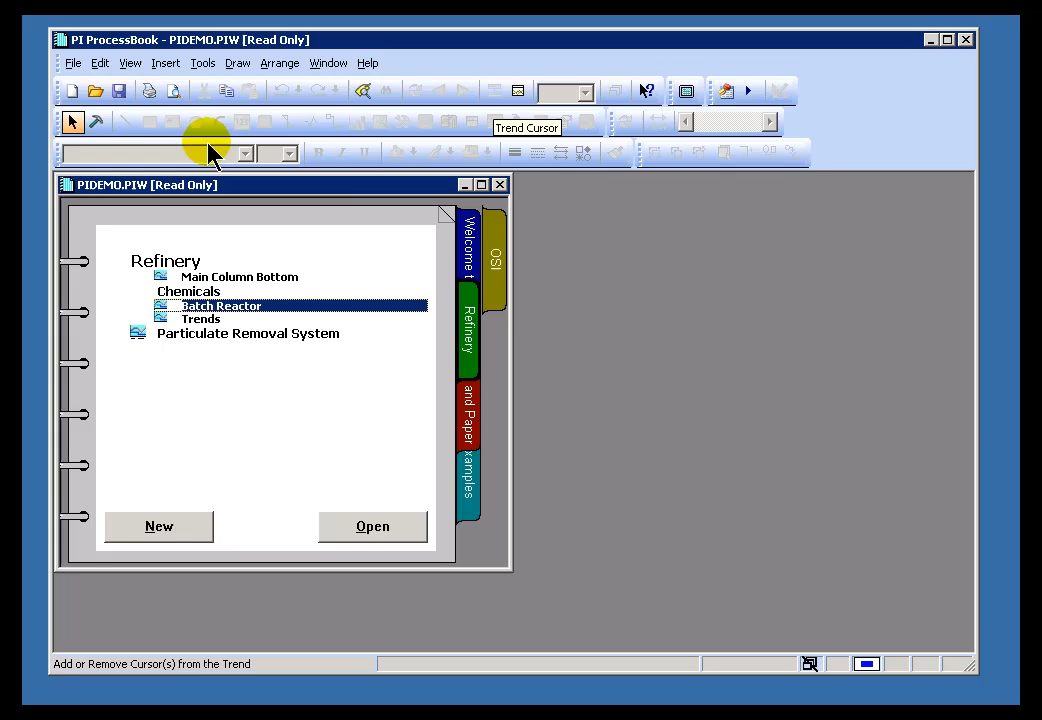 PI ProcessBook - PIDEMO.PIW [Read Only]
File Edit View Insert Tools Draw Arrange Window Help
Trend Cursor
B I U
PIDEMO.PIW [Read Only]
Refinery
Main Column Bottom
Chemicals
Batch Reactor
Trends
Particulate Removal System
New
Open
Welcome t
OSI
Refinery
and Paper
xamples
Add or Remove Cursor(s) from the Trend